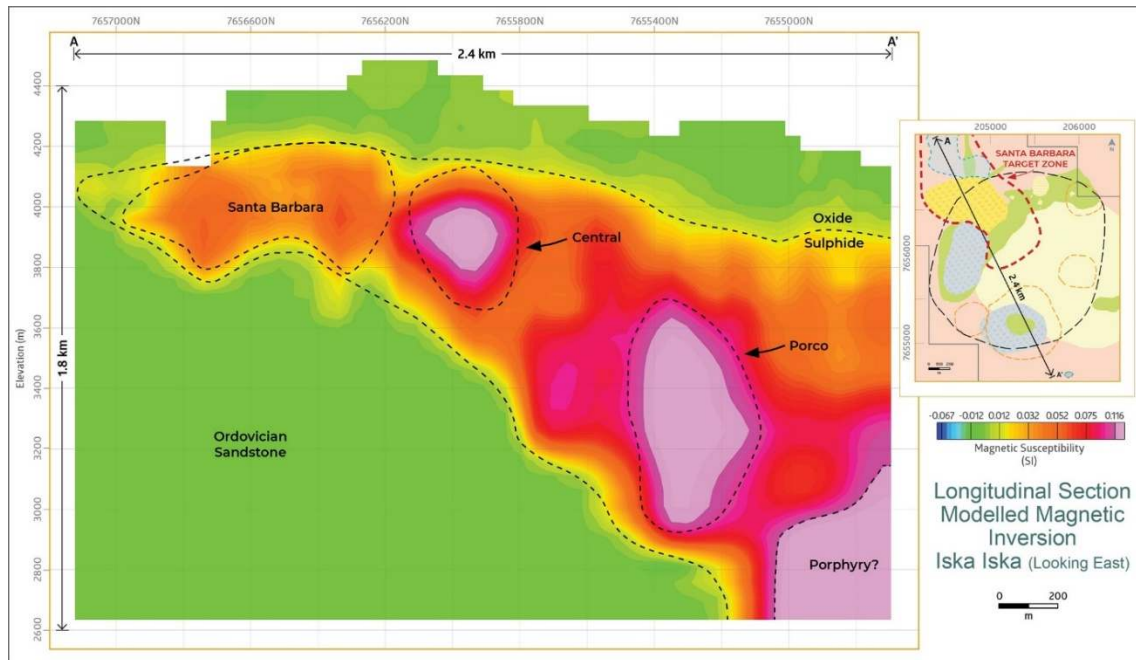 7657000N 7656600N 7656200N 7655800N 7655400N 7655000N
A A'
2.4 km
4400
4200
4000
3800
3600
3400
3200
3000
2800
2600
Elevation (m)
1.8 km
Santa Barbara
Central
Oxide
Sulphide
Porco
Ordovician
Sandstone
Porphyry?
205000 206000
A
N
SANTA BARBARA
TARGET ZONE
7656000
2.4 km
7655000
m
A'
-0.067 -0.012 0.012 0.032 0.052 0.075 0.116
Magnetic Susceptibility
(SI)
Longitudinal Section
Modelled Magnetic
Inversion
Iska Iska (Looking East)
0 200
m